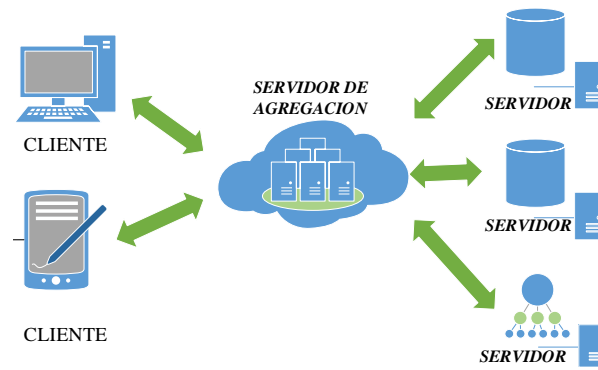 SERVIDOR DE
AGREGACION
SERVIDOR
CLIENTE
SERVIDOR
CLIENTE
SERVIDOR